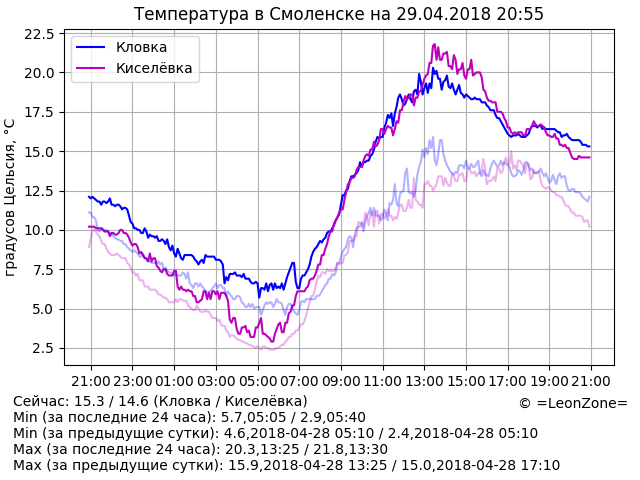 Температура в Смоленске на 29.04.2018 20:55
градусов Цельсия, °C
22.5
20.0
17.5
15.0
12.5
10.0
7.5
5.0
2.5
Кловка
Киселёвка
21:00 23:00 01:00 03:00 05:00 07:00 09:00 11:00 13:00 15:00 17:00 19:00 21:00
Сейчас: 15.3 / 14.6 (Кловка / Киселёвка)
© =LeonZone=
Min (за последние 24 часа): 5.7,05:05 / 2.9,05:40
Min (за предыдущие сутки): 4.6,2018-04-28 05:10 / 2.4,2018-04-28 05:10
Max (за последние 24 часа): 20.3,13:25 / 21.8,13:30
Max (за предыдущие сутки): 15.9,2018-04-28 13:25 / 15.0,2018-04-28 17:10